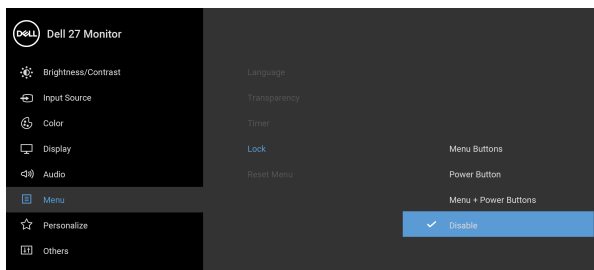 DELL
Dell 27 Monitor
Brightness/Contrast
Input Source
Color
Display
Audio
Menu
Personalize
Others
Language
Transparency
Timer
Lock
Reset Menu
Menu Buttons
Power Button
Menu + Power Buttons
Disable